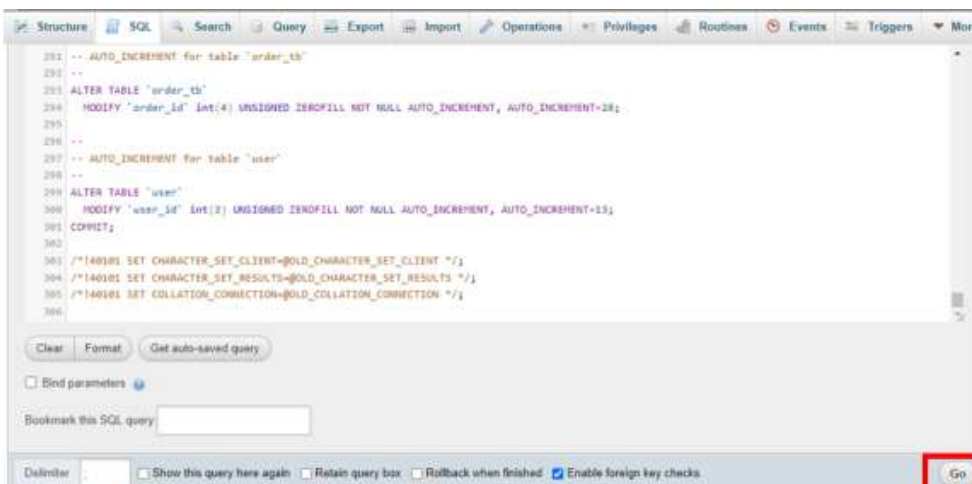 Structure SQL Search Query Export Import Operations Privileges Routines Events Triggers Mor
291 -- AUTO_INCREMENT for table `order_tb`
292 --
293 ALTER TABLE `order_tb`
294 MODIFY `order_id` int(4) UNSIGNED ZEROFILL NOT NULL AUTO_INCREMENT, AUTO_INCREMENT=28;
295
296 --
297 -- AUTO_INCREMENT for table `user`
298 --
299 ALTER TABLE `user`
300 MODIFY `user_id` int(2) UNSIGNED ZEROFILL NOT NULL AUTO_INCREMENT, AUTO_INCREMENT=13;
301 COMMIT;
302
303 /*!40101 SET CHARACTER_SET_CLIENT=@OLD_CHARACTER_SET_CLIENT */;
304 /*!40101 SET CHARACTER_SET_RESULTS=@OLD_CHARACTER_SET_RESULTS */;
305 /*!40101 SET COLLATION_CONNECTION=@OLD_COLLATION_CONNECTION */;
306
Clear Format Get auto-saved query
Bind parameters
Bookmark this SQL query
Delimiter ; Show this query here again Retain query box Rollback when finished Enable foreign key checks Go